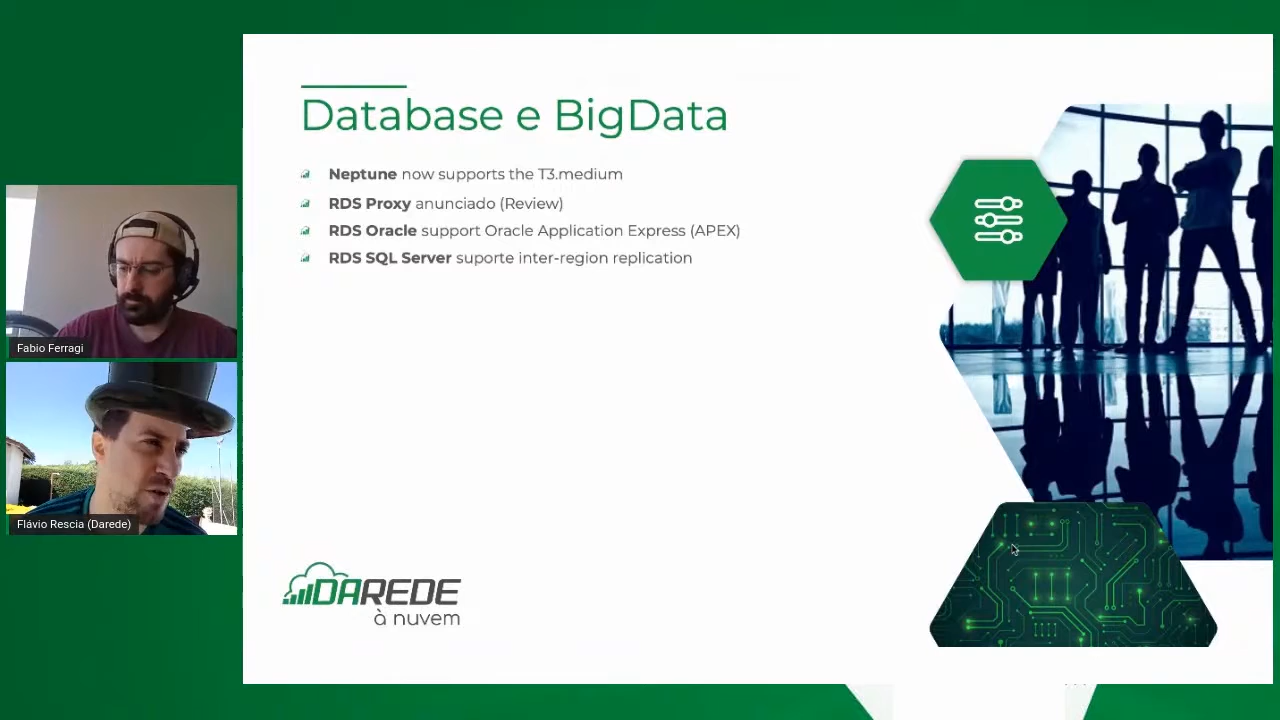 Database e BigData
Neptune now supports the T3.medium
RDS Proxy anunciado (Review)
RDS Oracle support Oracle Application Express (APEX)
RDS SQL Server suporte inter-region replication
Fabio Ferragi
Flávio Rescia (Darede)
DAREDE
à nuvem